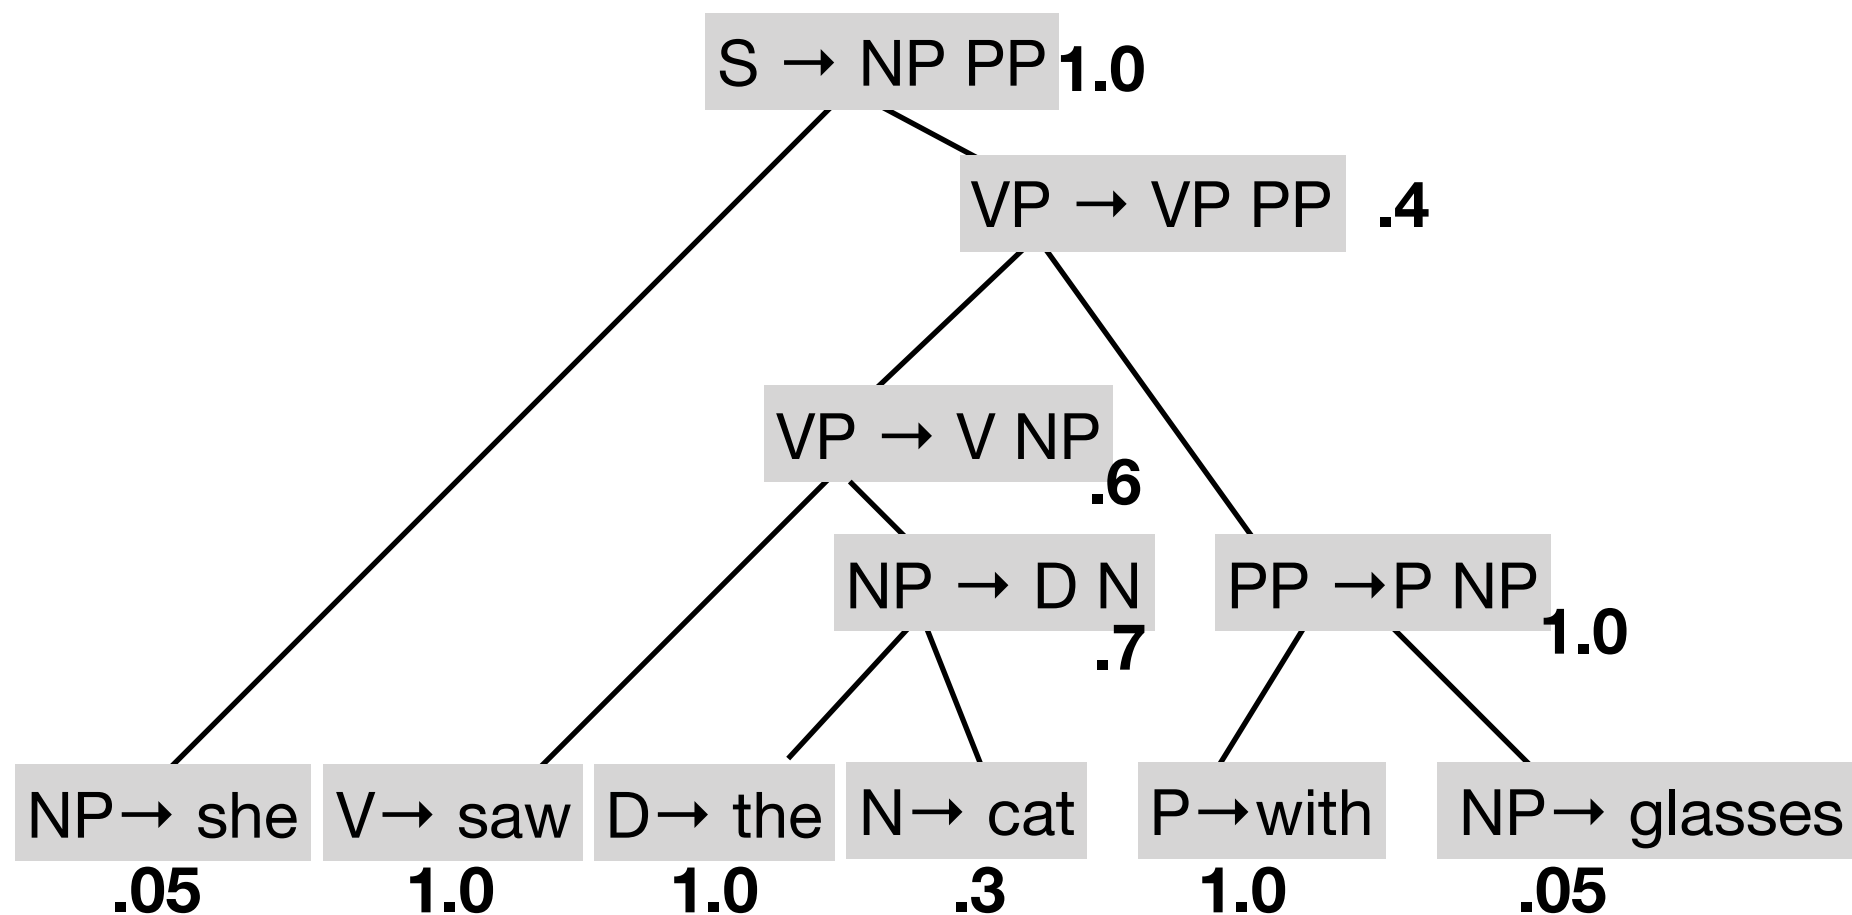 S → NP PP 1.0
VP → VP PP .4
VP → V NP .6
NP → D N .7
PP → P NP 1.0
NP → she .05
V → saw 1.0
D → the 1.0
N → cat .3
P → with 1.0
NP → glasses .05